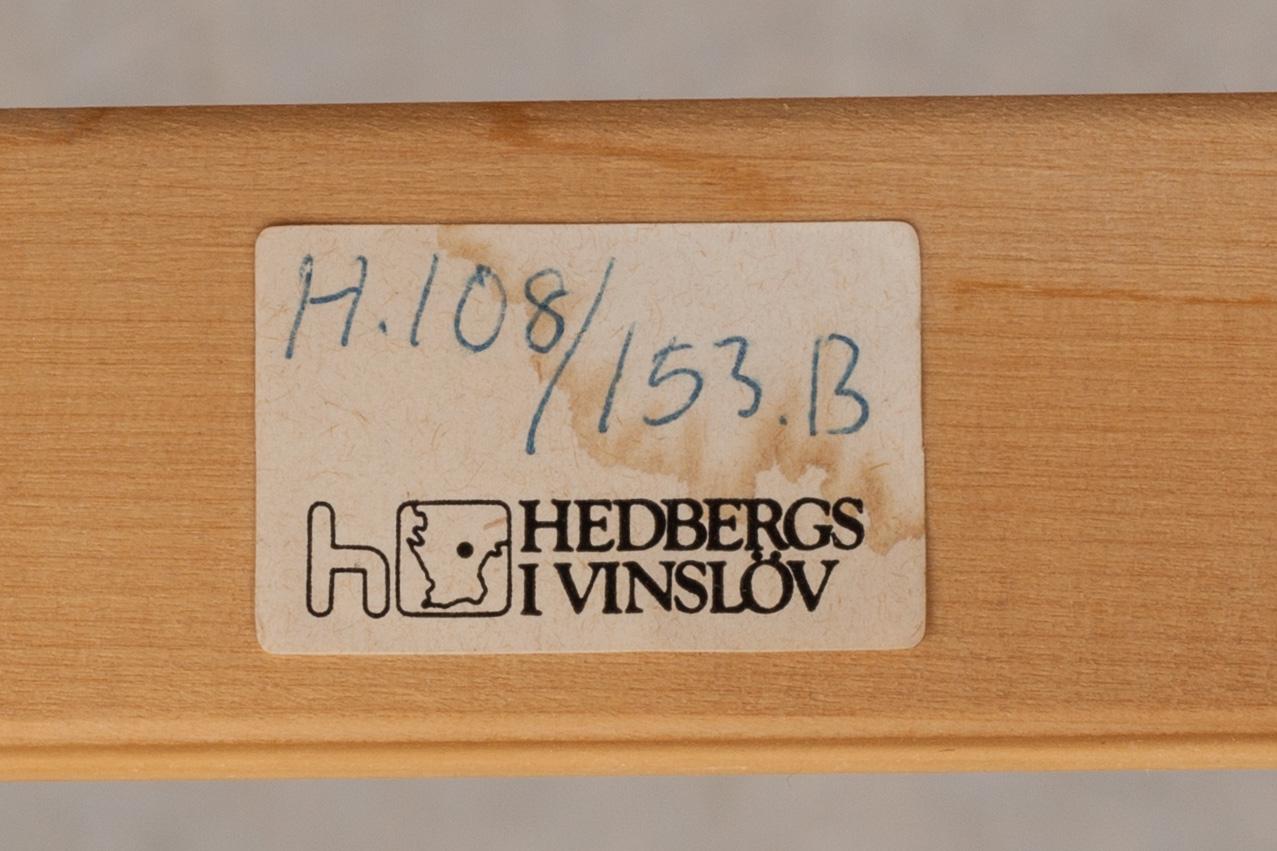 H.108/153.B
HEDBERGS
I VINSLÖV